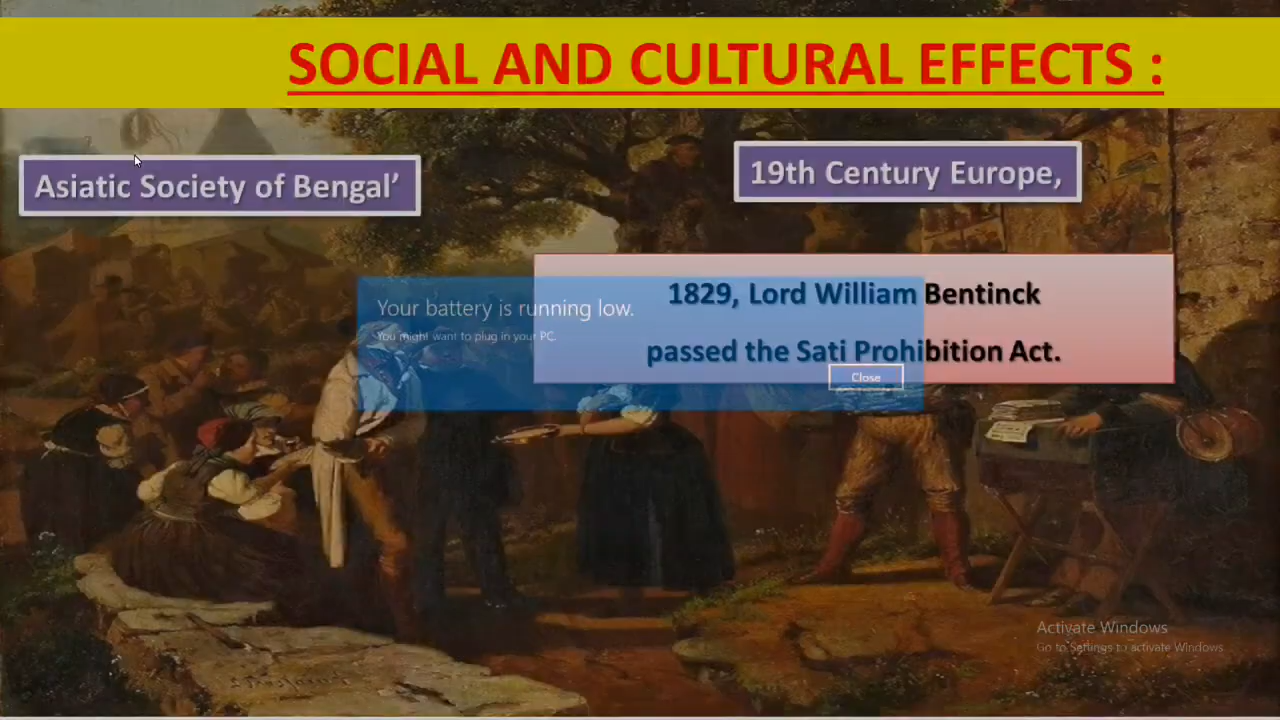 SOCIAL AND CULTURAL EFFECTS :
Asiatic Society of Bengal’
19th Century Europe,
1829, Lord William Bentinck
passed the Sati Prohibition Act.
Your battery is running low.
You might want to plug in your PC.
Close
Activate Windows
Go to Settings to activate Windows.